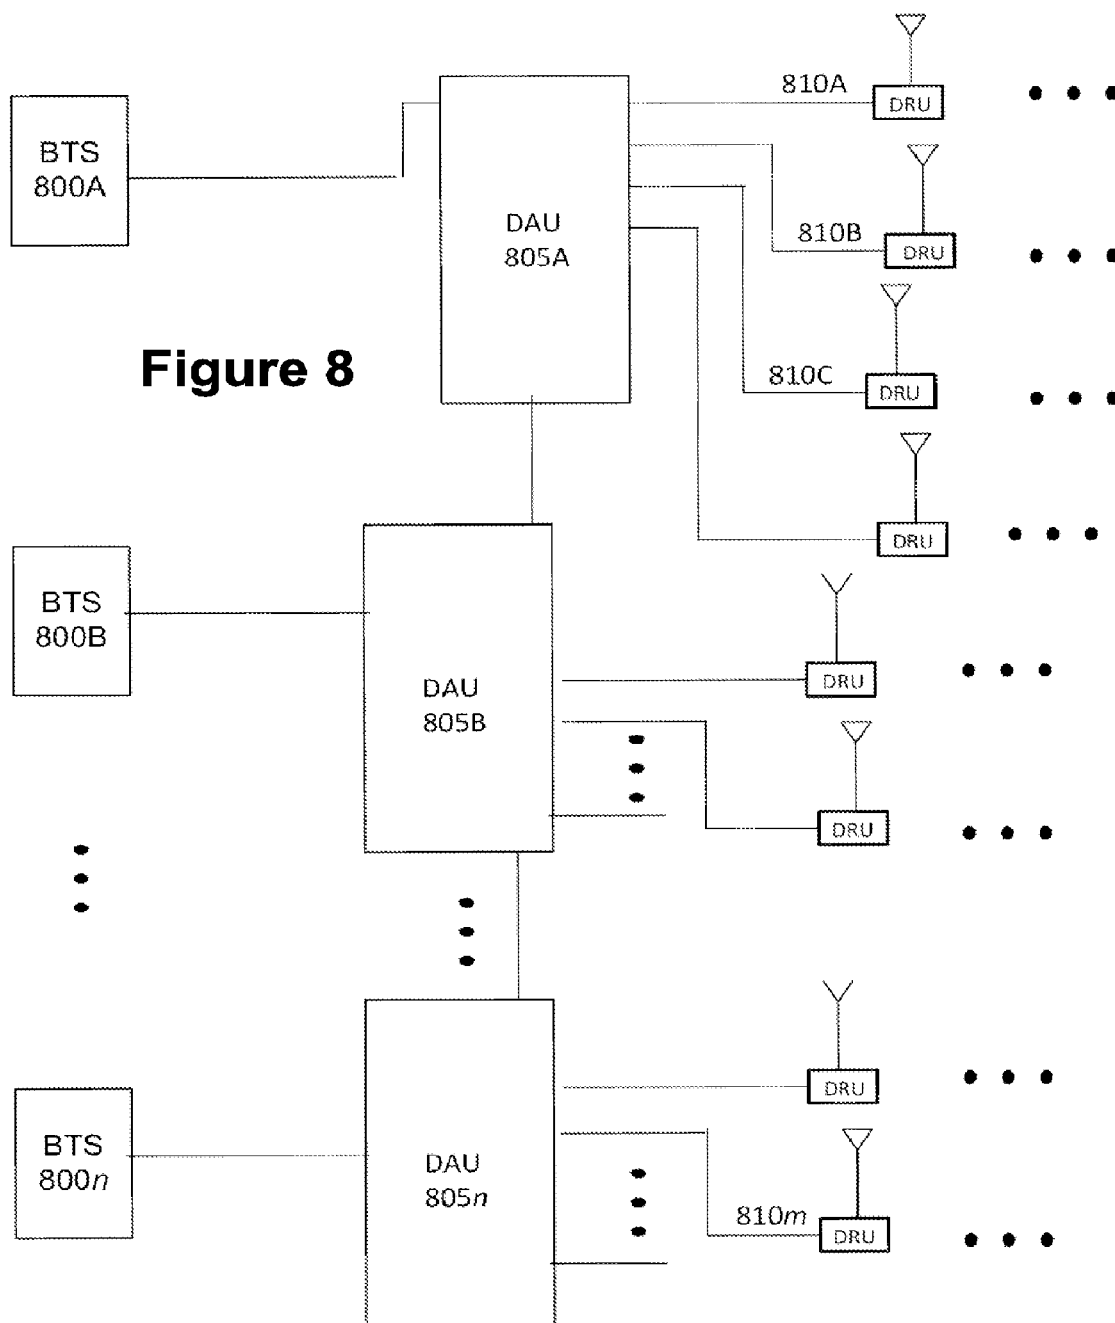 810A
DRU
BTS
800A
DAU
805A
810B
DRU
Figure 8
810C
DRU
DRU
BTS
800B
DAU
805B
DRU
DRU
BTS
800n
DAU
805n
DRU
810m
DRU